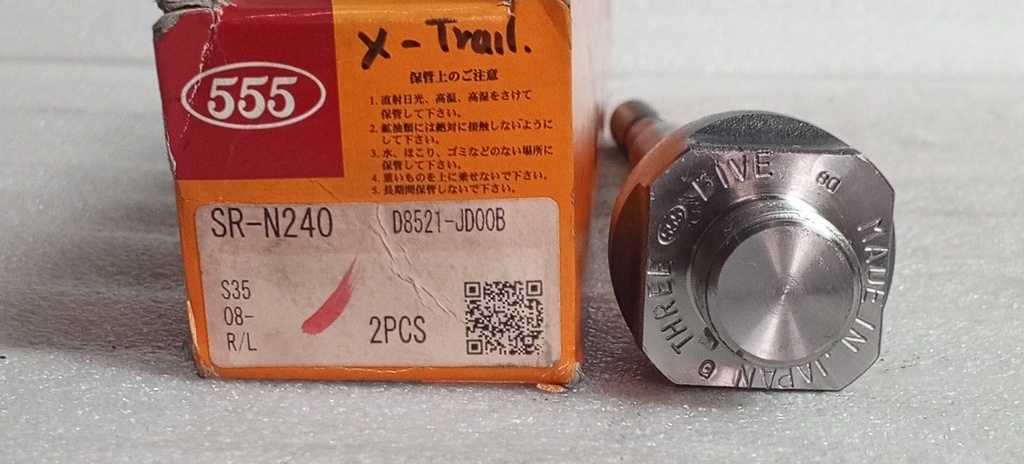 555
X-Trail.
保管上のご注意
1. 直射日光、高温、高湿をさけて
保管して下さい。
2. 鉱油類には絶対に接触しないように
して下さい。
3. 水、ほこり、ゴミなどのない場所に
保管して下さい。
4. 重いものを上に乗せないで下さい。
5. 長期間保管しないで下さい。
SR-N240 D8521-JD00B
S35
08-
R/L
2PCS
THREE 555 FIVE
MADE IN JAPAN